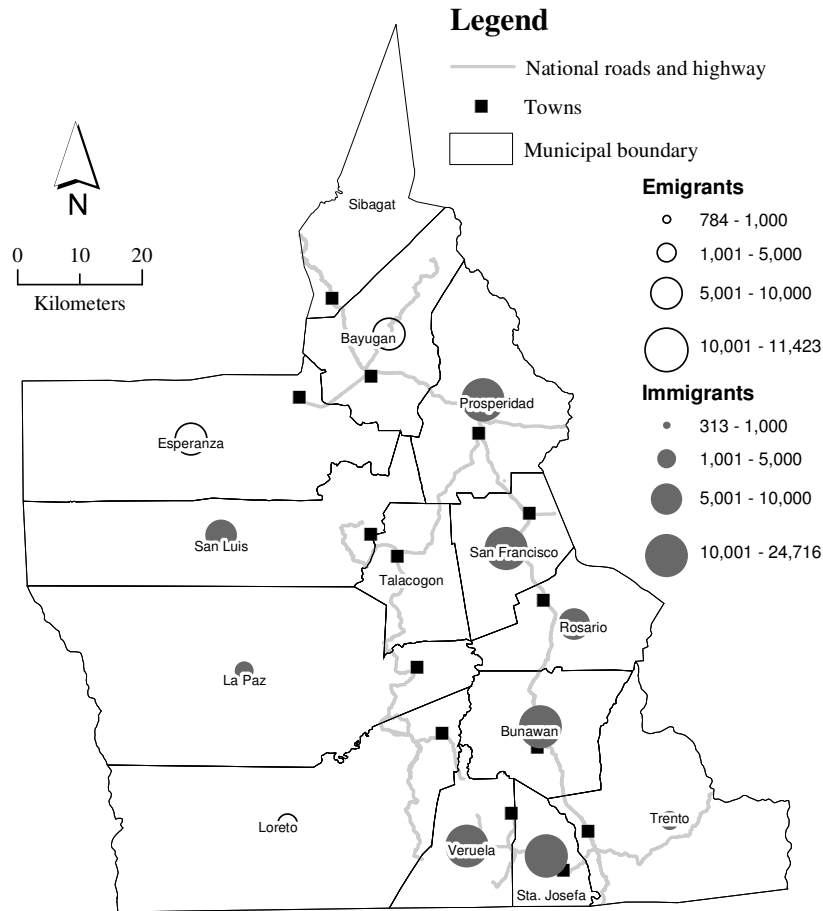 Legend
National roads and highway
Towns
Municipal boundary
N
0 10 20
Kilometers
Emigrants
784 - 1,000
1,001 - 5,000
5,001 - 10,000
10,001 - 11,423
Immigrants
313 - 1,000
1,001 - 5,000
5,001 - 10,000
10,001 - 24,716
Sibagat
Bayugan
Prosperidad
Esperanza
San Luis
San Francisco
Talacogon
Rosario
La Paz
Bunawan
Loreto
Trento
Veruela
Sta. Josefa